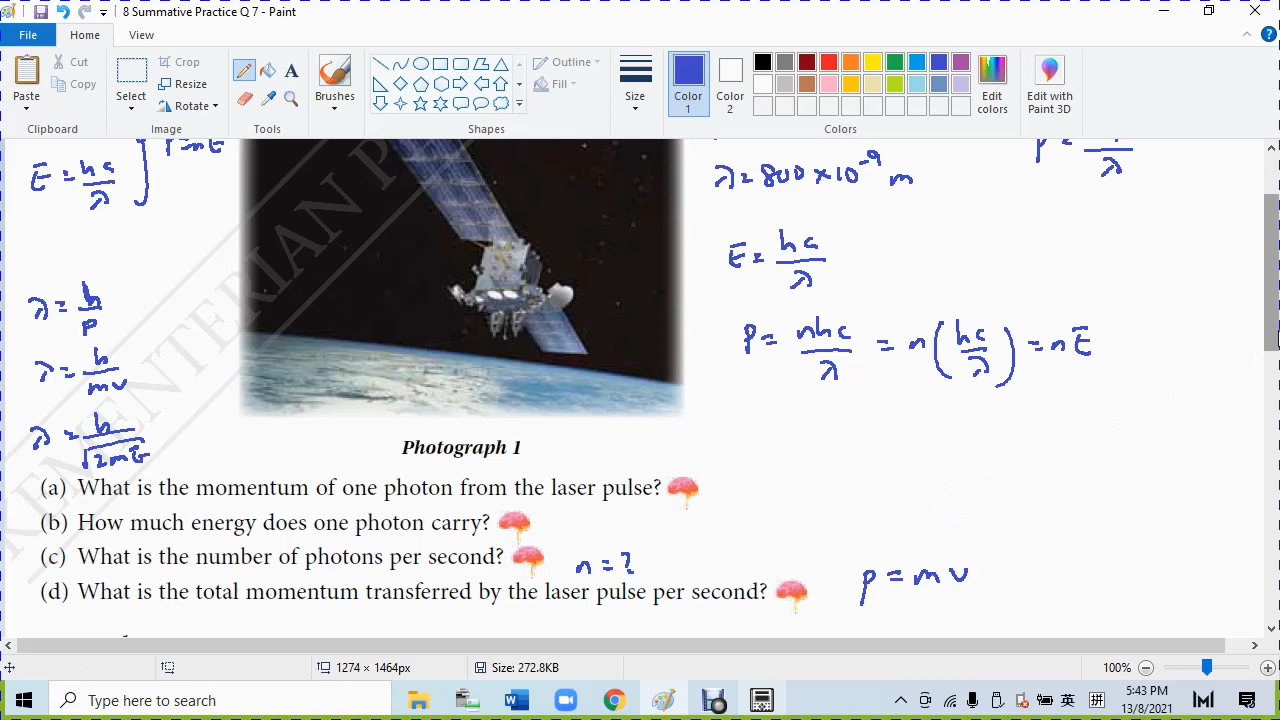 8 Summative Practice Q 7 - Paint
File
Home
View
Paste
Cut
Copy
Clipboard
Select
Crop
Resize
Rotate
Image
A
Tools
Brushes
Outline
Fill
Shapes
Size
Color 1
Color 2
Edit colors
Colors
Edit with Paint 3D
P = nE
E = hc/λ
λ = h/p
λ = h/mv
λ = h/√2mE
KEMENTERIAN P
λ = 800 × 10⁻⁹ m
E = hc/λ
P = nhc/λ = n(hc/λ) = nE
Photograph 1
(a) What is the momentum of one photon from the laser pulse?
(b) How much energy does one photon carry?
(c) What is the number of photons per second?
n = ?
(d) What is the total momentum transferred by the laser pulse per second?
p = mv
1274 × 1464px
Size: 272.8KB
100%
Type here to search
英
拼
5:43 PM
13/8/2021